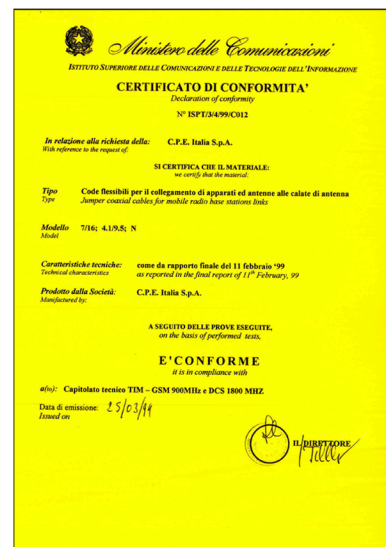 Ministero delle Comunicazioni
ISTITUTO SUPERIORE DELLE COMUNICAZIONI E DELLE TECNOLOGIE DELL'INFORMAZIONE
CERTIFICATO DI CONFORMITA'
Declaration of conformity
N° ISPT/3/4/99/C012
In relazione alla richiesta della: C.P.E. Italia S.p.A.
With reference to the request of:
SI CERTIFICA CHE IL MATERIALE:
we certify that the material:
Tipo Code flessibili per il collegamento di apparati ed antenne alle calate di antenna
Type Jumper coaxial cables for mobile radio base stations links
Modello 7/16; 4.1/9.5; N
Model
Caratteristiche tecniche: come da rapporto finale del 11 febbraio '99
Technical characteristics as reported in the final report of 11th February, 99
Prodotto dalla Società: C.P.E. Italia S.p.A.
Manifactured by:
A SEGUITO DELLE PROVE ESEGUITE,
on the basis of performed tests,
E' CONFORME
it is in compliance with
a(to): Capitolato tecnico TIM – GSM 900MHz e DCS 1800 MHZ
Data di emissione: 25/03/99
Issued on
IL DIRETTORE